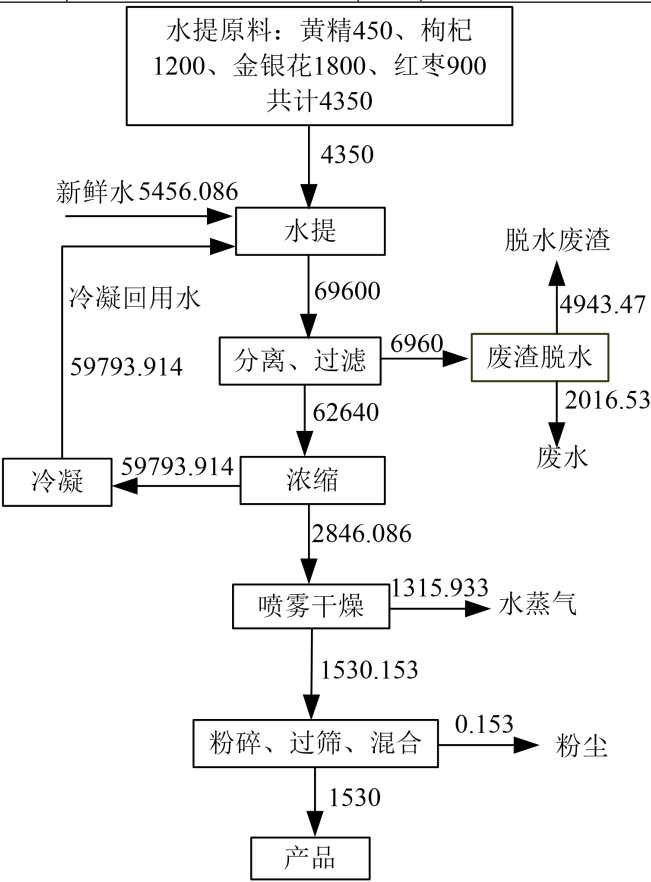 水提原料：黄精450、枸杞
1200、金银花1800、红枣900
共计4350
4350
新鲜水5456.086
水提
脱水废渣
冷凝回用水
69600
4943.47
分离、过滤
6960
废渣脱水
59793.914
62640
2016.53
废水
冷凝
59793.914
浓缩
2846.086
喷雾干燥
1315.933
水蒸气
1530.153
粉碎、过筛、混合
0.153
粉尘
1530
产品